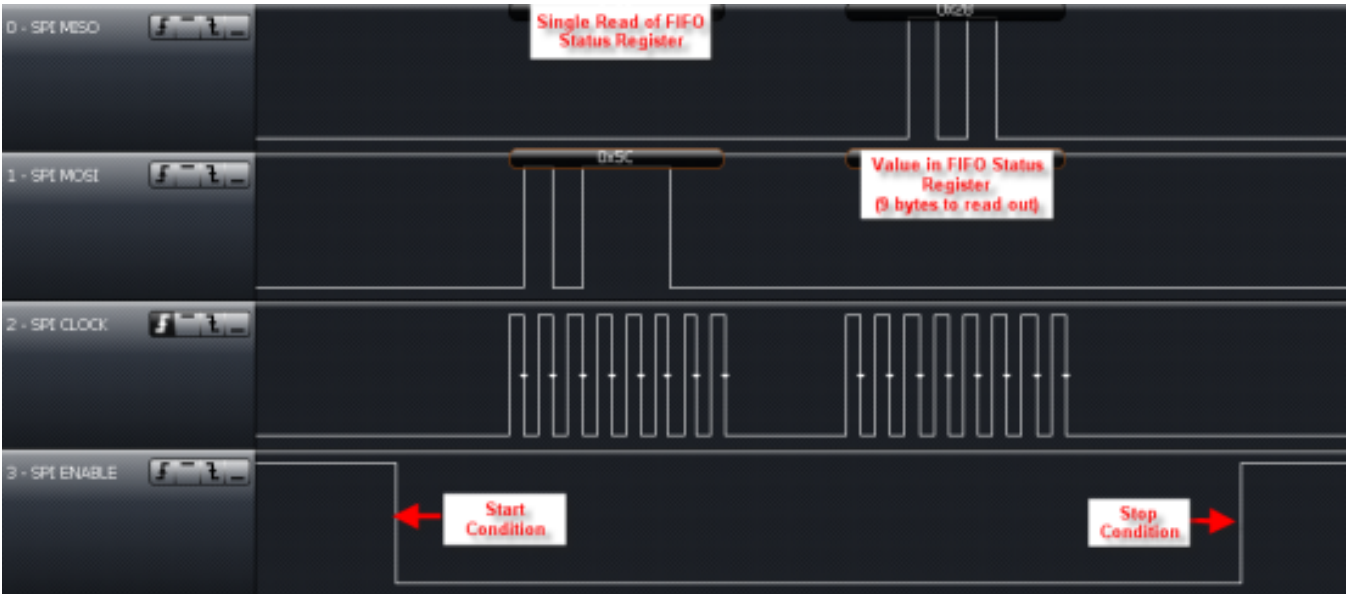 0 - SPI MISO
Single Read of FIFO
Status Register
1 - SPI MOSI
0x5C
Value in FIFO Status
Register
(9 bytes to read out)
2 - SPI CLOCK
3 - SPI ENABLE
Start
Condition
Stop
Condition